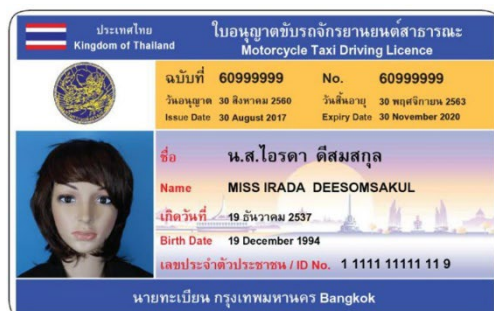 ประเทศไทย
Kingdom of Thailand
ใบอนุญาตขับรถจักรยานยนต์สาธารณะ
Motorcycle Taxi Driving Licence
ฉบับที่ 60999999 No. 60999999
วันอนุญาต 30 สิงหาคม 2560 วันสิ้นอายุ 30 พฤศจิกายน 2563
Issue Date 30 August 2017 Expiry Date 30 November 2020
ชื่อ น.ส.ไอรดา ดีสมสกุล
Name MISS IRADA DEESOMSAKUL
เกิดวันที่ 19 ธันวาคม 2537
Birth Date 19 December 1994
เลขประจำตัวประชาชน / ID No. 1 1111 11111 11 9
นายทะเบียน กรุงเทพมหานคร Bangkok